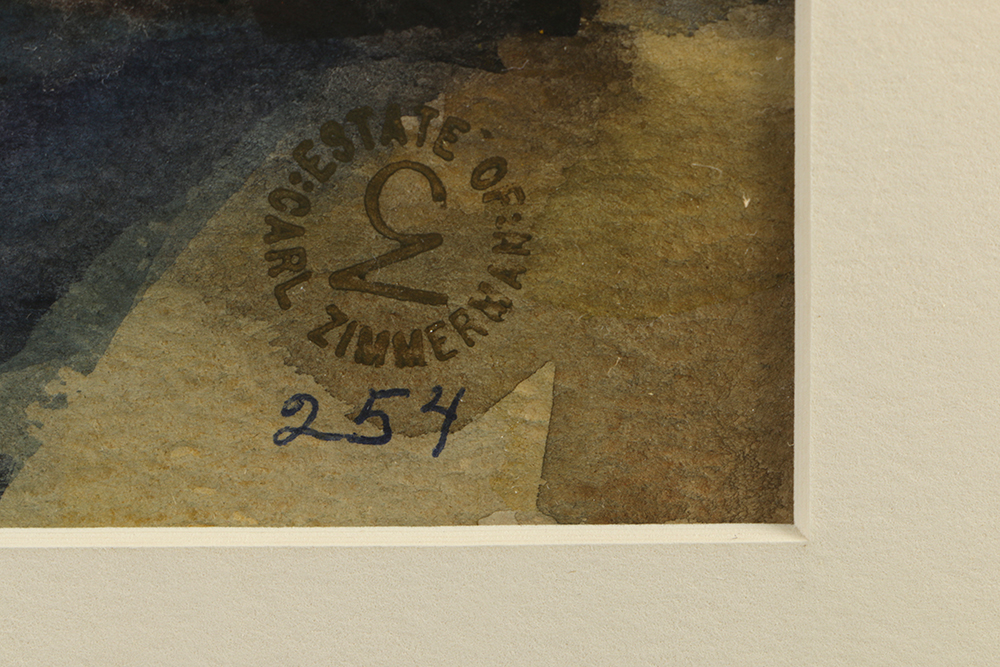 ESTATE OF:
CARL ZIMMERMAN
CZ
254